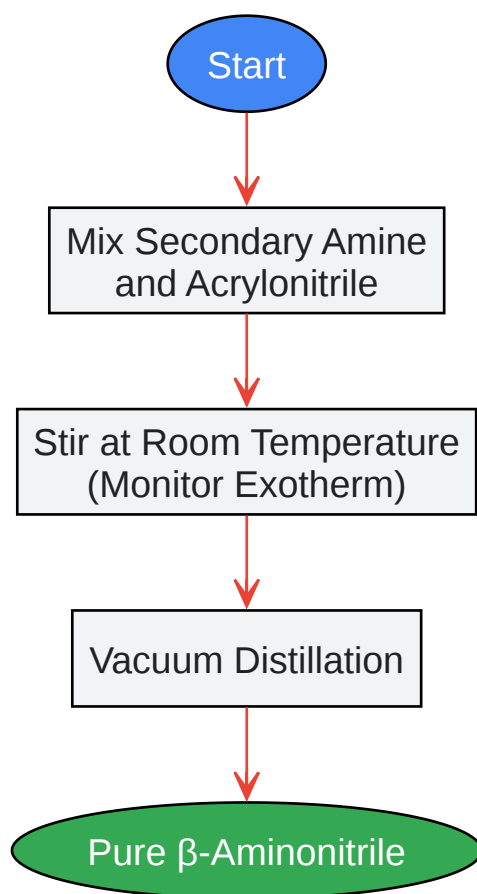 Start
Mix Secondary Amine
and Acrylonitrile
Stir at Room Temperature
(Monitor Exotherm)
Vacuum Distillation
Pure β-Aminonitrile